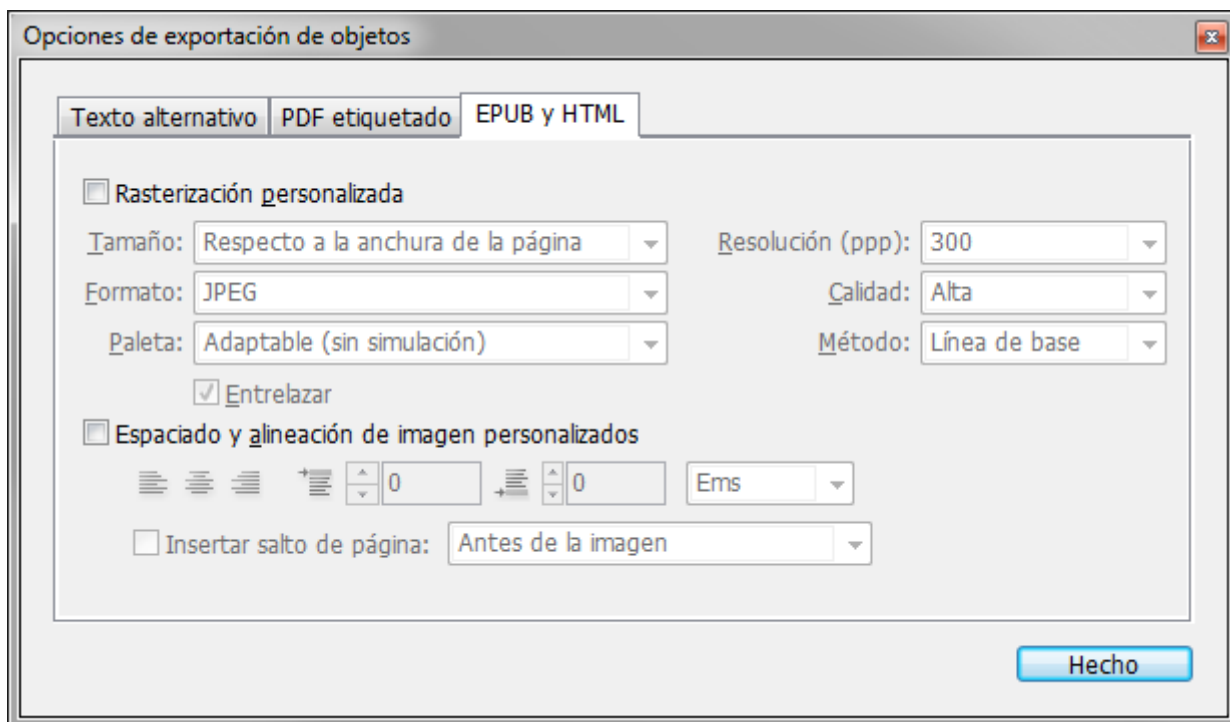 Opciones de exportación de objetos
Texto alternativo PDF etiquetado EPUB y HTML
Rasterización personalizada
Tamaño: Respecto a la anchura de la página Resolución (ppp): 300
Formato: JPEG Calidad: Alta
Paleta: Adaptable (sin simulación) Método: Línea de base
Entrelazar
Espaciado y alineación de imagen personalizados
0 0 Ems
Insertar salto de página: Antes de la imagen
Hecho